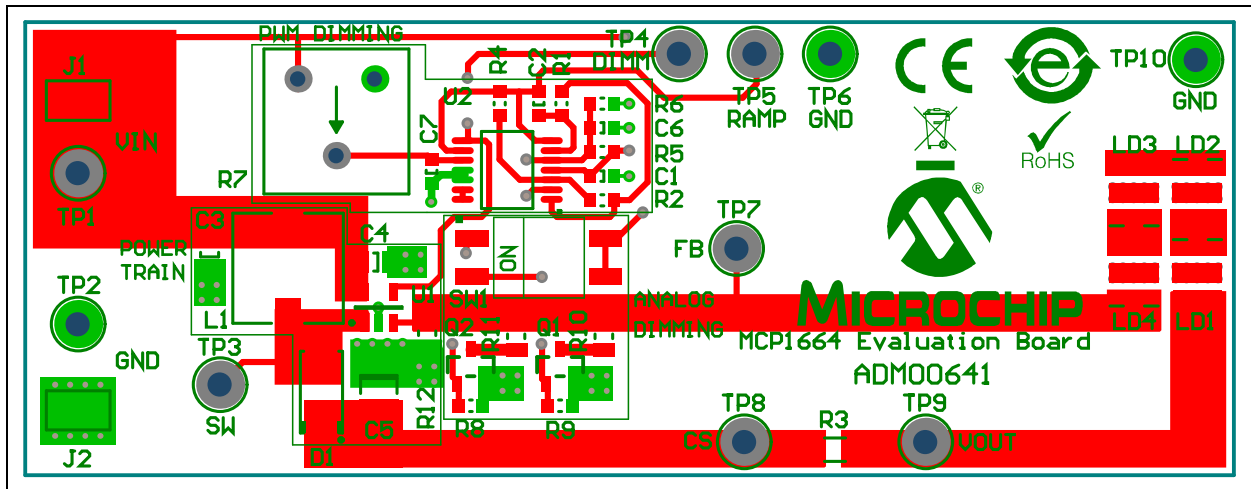 PWM DIMMING
TP4
DIMM
TP5
RAMP
TP6
GND
CE
e
TP10
GND
J1
VIN
TP1
R7
U2
C7
R4
C2
R1
R6
C6
R5
C1
R2
RoHS
®
LD3
LD2
LD4
LD1
C3
POWER
TRAIN
C4
U1
L1
ON
SW1
ANALOG
DIMMING
TP7
FB
MICROCHIP
MCP1664 Evaluation Board
ADM00641
TP2
GND
TP3
SW
J2
D1
C5
R12
Q2
R11
Q1
R10
R8
R9
TP8
CS
R3
TP9
VOUT